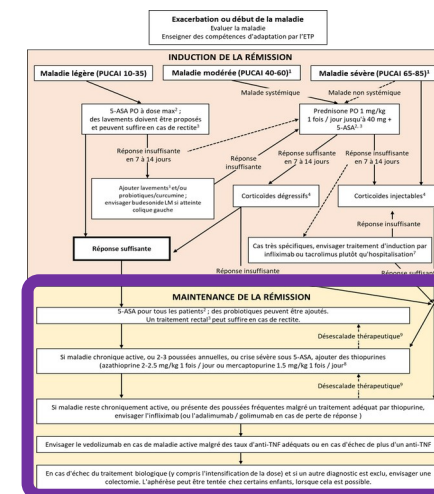 Exacerbation ou début de la maladie
Evaluer la maladie
Enseigner des compétences d'adaptation par l'ETP
INDUCTION DE LA RÉMISSION
Maladie légère (PUCAI 10-35)
Maladie modérée (PUCAI 40-60)¹
Maladie sévère (PUCAI 65-85)¹
Malade systémique
Malade non systémique
5-ASA PO à dose max² ;
des lavements doivent être proposés
et peuvent suffire en cas de rectite³
Prednisone PO 1 mg/kg
1 fois / jour jusqu'à 40 mg +
5-ASA²,³
Réponse insuffisante
en 7 à 14 jours
Réponse
insuffisante
Réponse suffisante
en 7 à 14 jours
Réponse insuffisante
en 7 à 14 jours
Ajouter lavements³ et/ou
probiotiques/curcumine ;
envisager budesonide LM si atteinte
colique gauche
Corticoïdes dégressifs⁴
Corticoïdes injectables⁴
Réponse insuffisante
Réponse suffisante
Cas très spécifiques, envisager traitement d'induction par
infliximab ou tacrolimus plutôt qu'hospitalisation⁷
Réponse insuffisante
Réponse suffisan
MAINTENANCE DE LA RÉMISSION
5-ASA pour tous les patients² ; des probiotiques peuvent être ajoutés.
Un traitement rectal³ peut suffire en cas de rectite.
Désescalade thérapeutique⁹
Si maladie chronique active, ou 2-3 poussées annuelles, ou crise sévère sous 5-ASA, ajouter des thiopurines
(azathioprine 2-2.5 mg/kg 1 fois / jour ou mercaptopurine 1.5 mg/kg 1 fois / jour⁸
Désescalade thérapeutique⁹
Si maladie reste chroniquement active, ou présente des poussées fréquentes malgré un traitement adéquat par thiopurine,
envisager l'infliximab (ou l'adalimumab / golimumab en cas de perte de réponse )
Envisager le vedolizumab en cas de maladie active malgré des taux d'anti-TNF adéquats ou en cas d'échec de plus d'un anti-TNF
En cas d'échec du traitement biologique (y compris l'intensification de la dose) et si un autre diagnostic est exclu, envisager une
colectomie. L'aphérèse peut être tentée chez certains enfants, lorsque cela est possible.